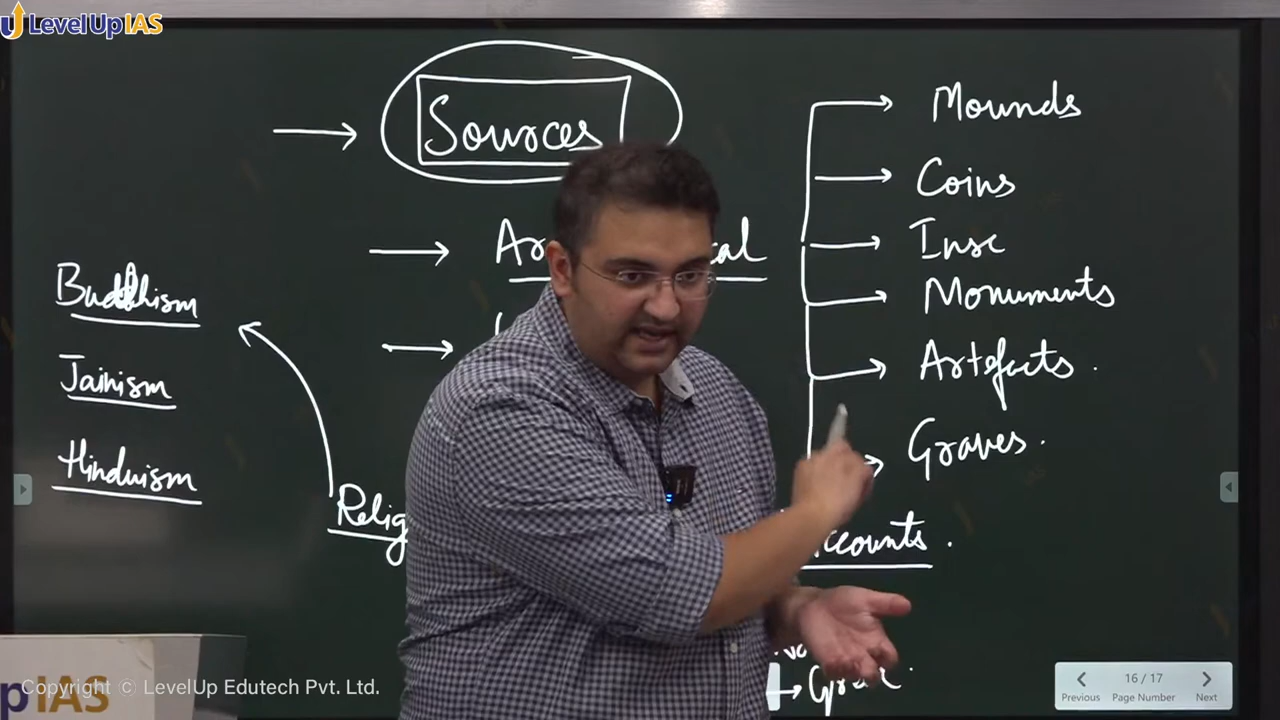 LevelUp IAS
Sources
Mounds
Coins
Insc
Monuments
Artefacts .
Graves .
Buddhism
Jainism
Hinduism
Copyright © LevelUp Edutech Pvt. Ltd.
IAS
16 / 17
Previous
Page Number
Next